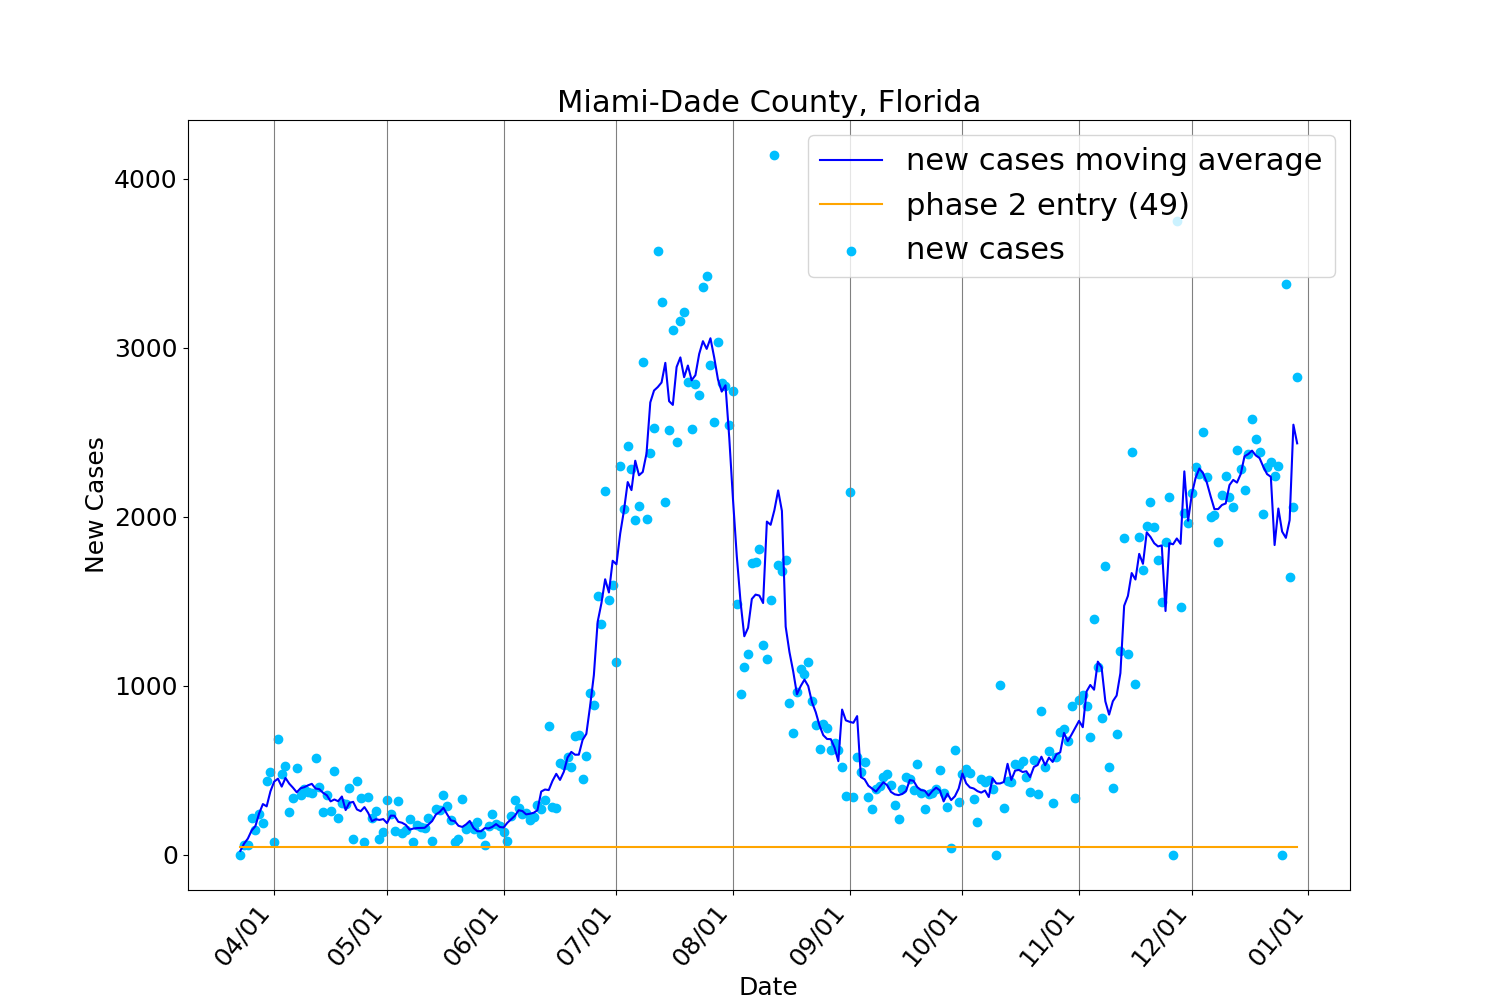 Miami-Dade County, Florida
new cases moving average
phase 2 entry (49)
new cases
4000
3000
2000
1000
0
New Cases
04/01
05/01
06/01
07/01
08/01
09/01
10/01
11/01
12/01
01/01
Date